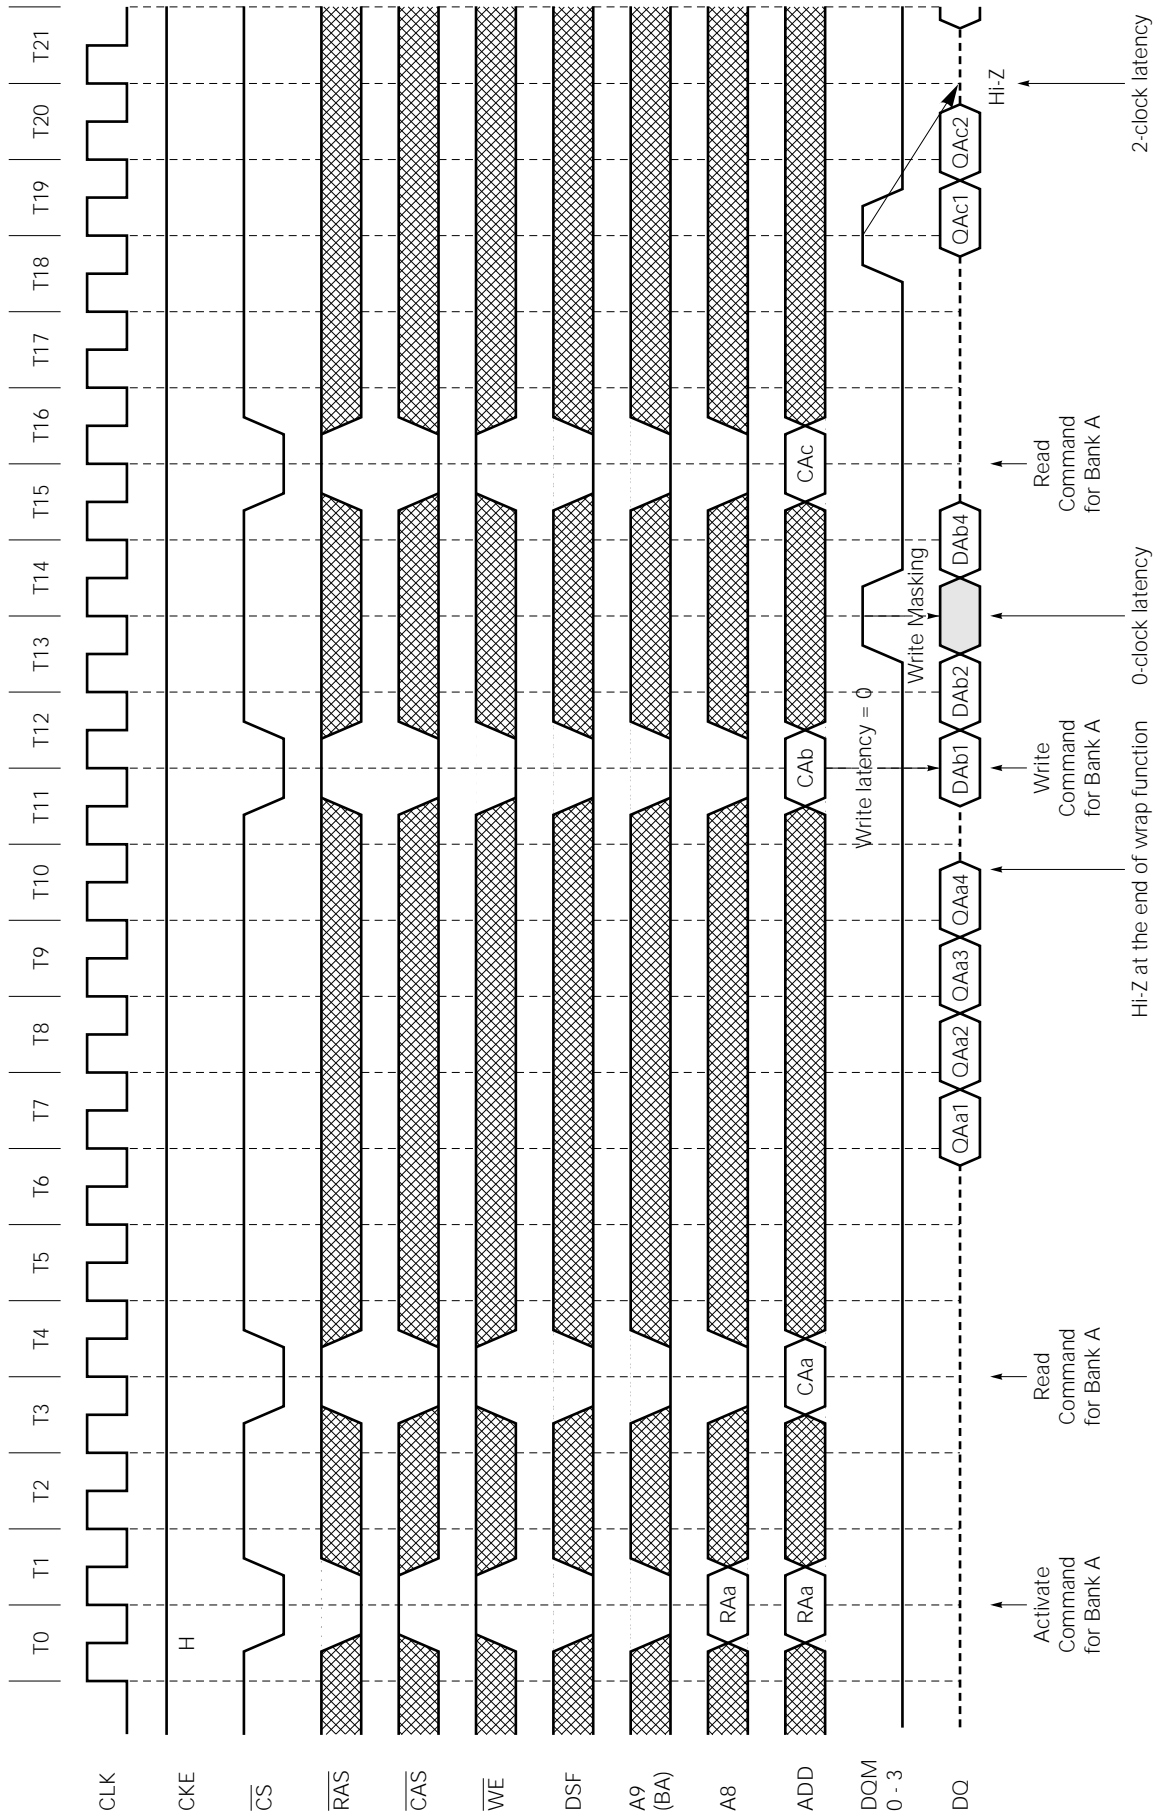 T0 T1 T2 T3 T4 T5 T6 T7 T8 T9 T10 T11 T12 T13 T14 T15 T16 T17 T18 T19 T20 T21
CLK
CKE
H
CS
RAS
CAS
WE
DSF
A9
(BA)
A8
RAa
ADD
RAa CAa CAb CAc
Write latency = 0
DQM
0 - 3
Write Masking
DQ
QAa1 QAa2 QAa3 QAa4 DAb1 DAb2 DAb4 QAc1 QAc2
Hi-Z
Activate
Command
for Bank A
Read
Command
for Bank A
Write
Command
for Bank A
Read
Command
for Bank A
Hi-Z at the end of wrap function
0-clock latency
2-clock latency